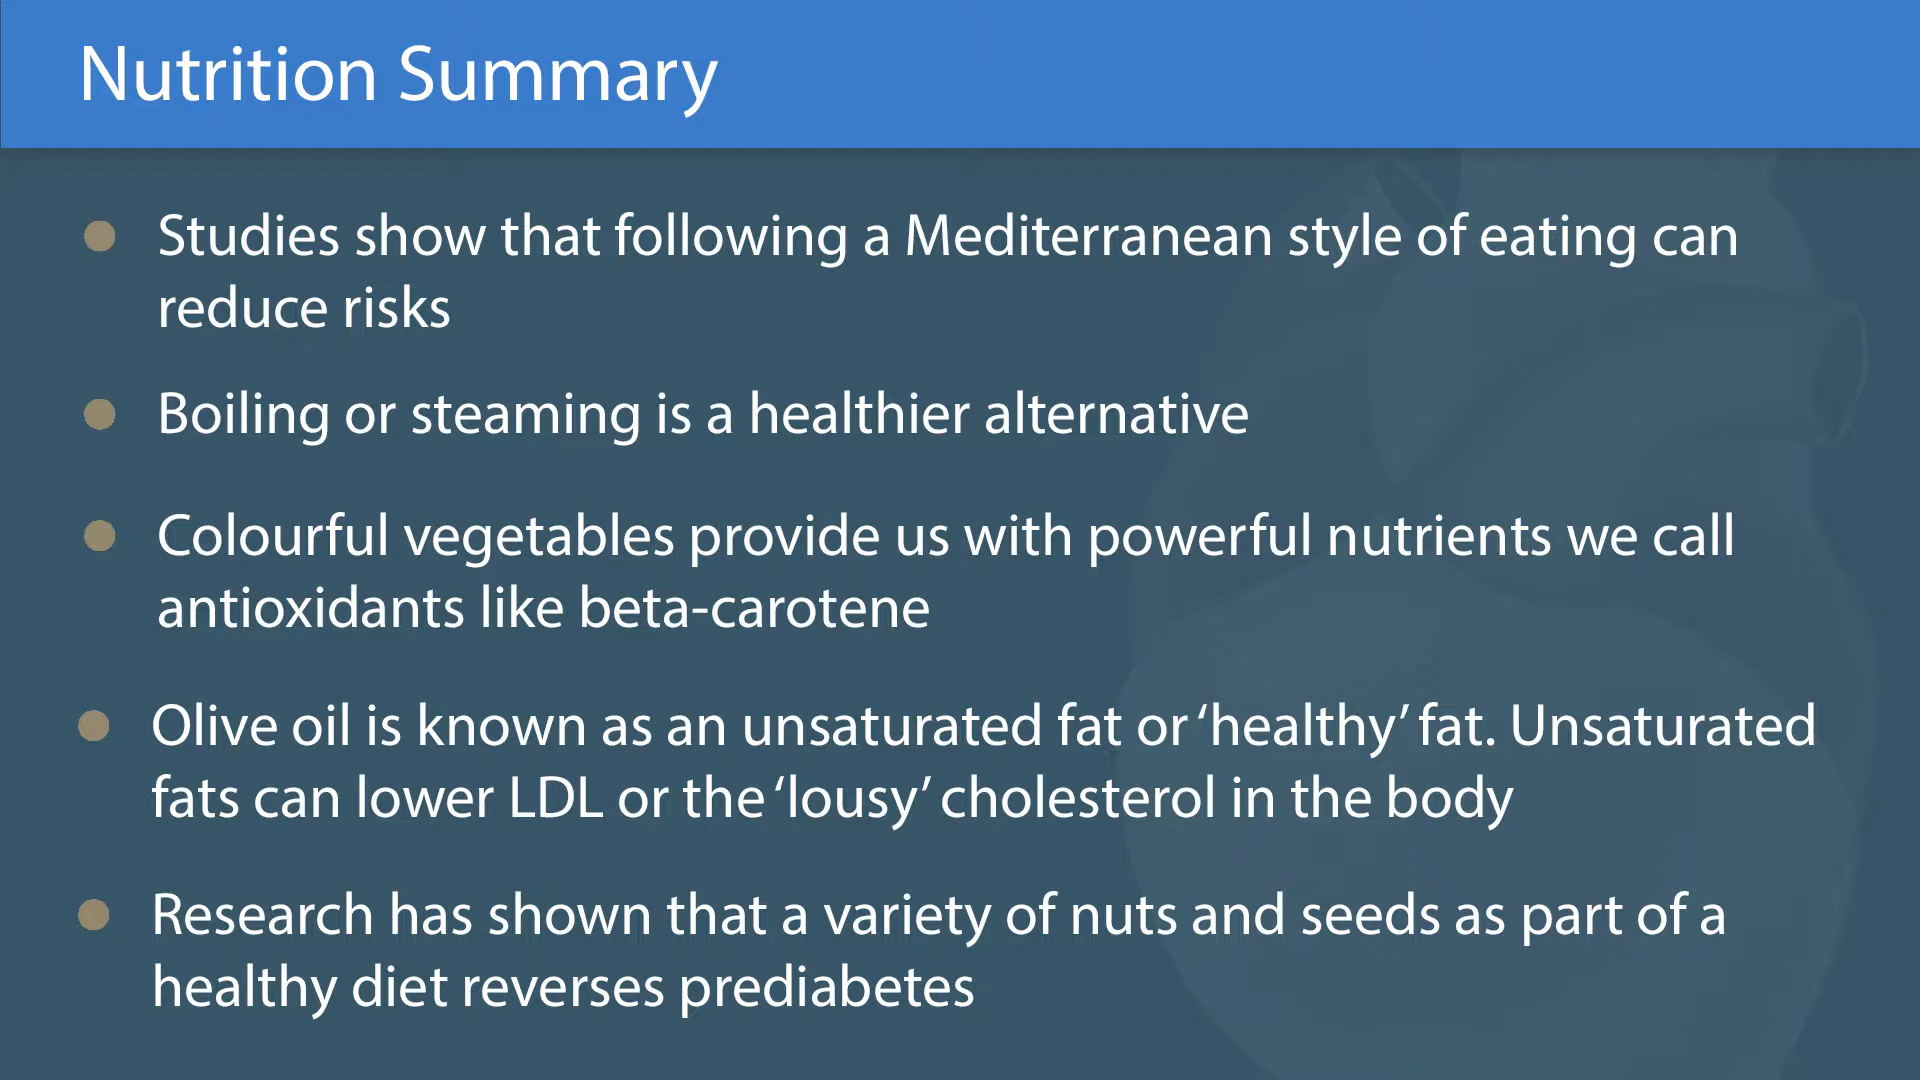 Nutrition Summary
Studies show that following a Mediterranean style of eating can
reduce risks
Boiling or steaming is a healthier alternative
Colourful vegetables provide us with powerful nutrients we call
antioxidants like beta-carotene
Olive oil is known as an unsaturated fat or ‘healthy’ fat. Unsaturated
fats can lower LDL or the ‘lousy’ cholesterol in the body
Research has shown that a variety of nuts and seeds as part of a
healthy diet reverses prediabetes